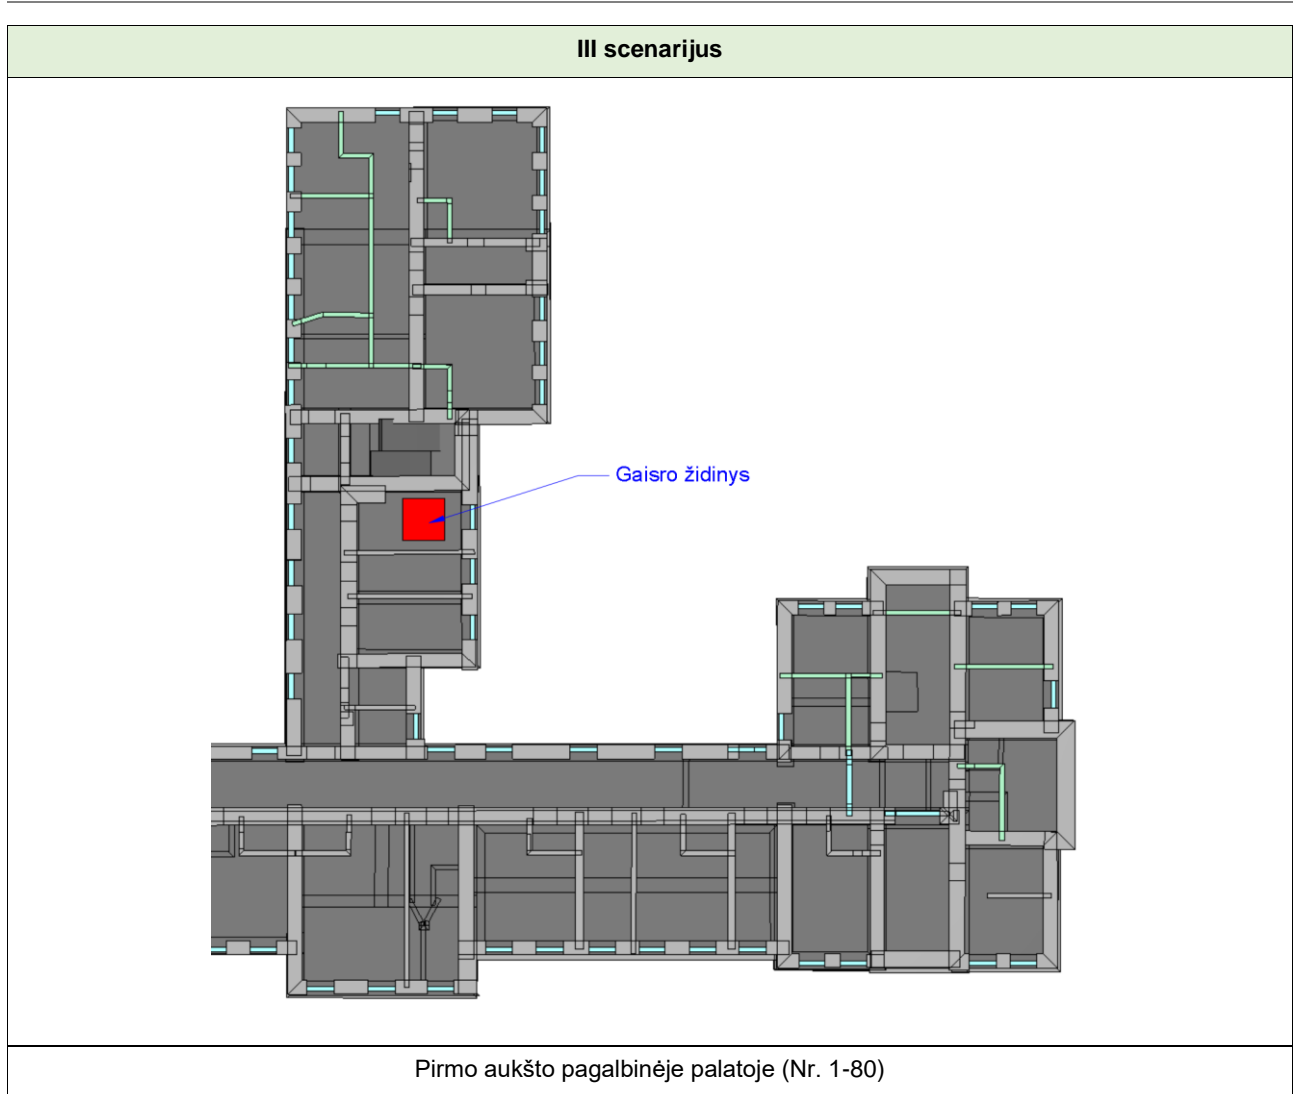 III scenarijus
Gaisro židinys
Pirmo aukšto pagalbinėje palatoje (Nr. 1-80)